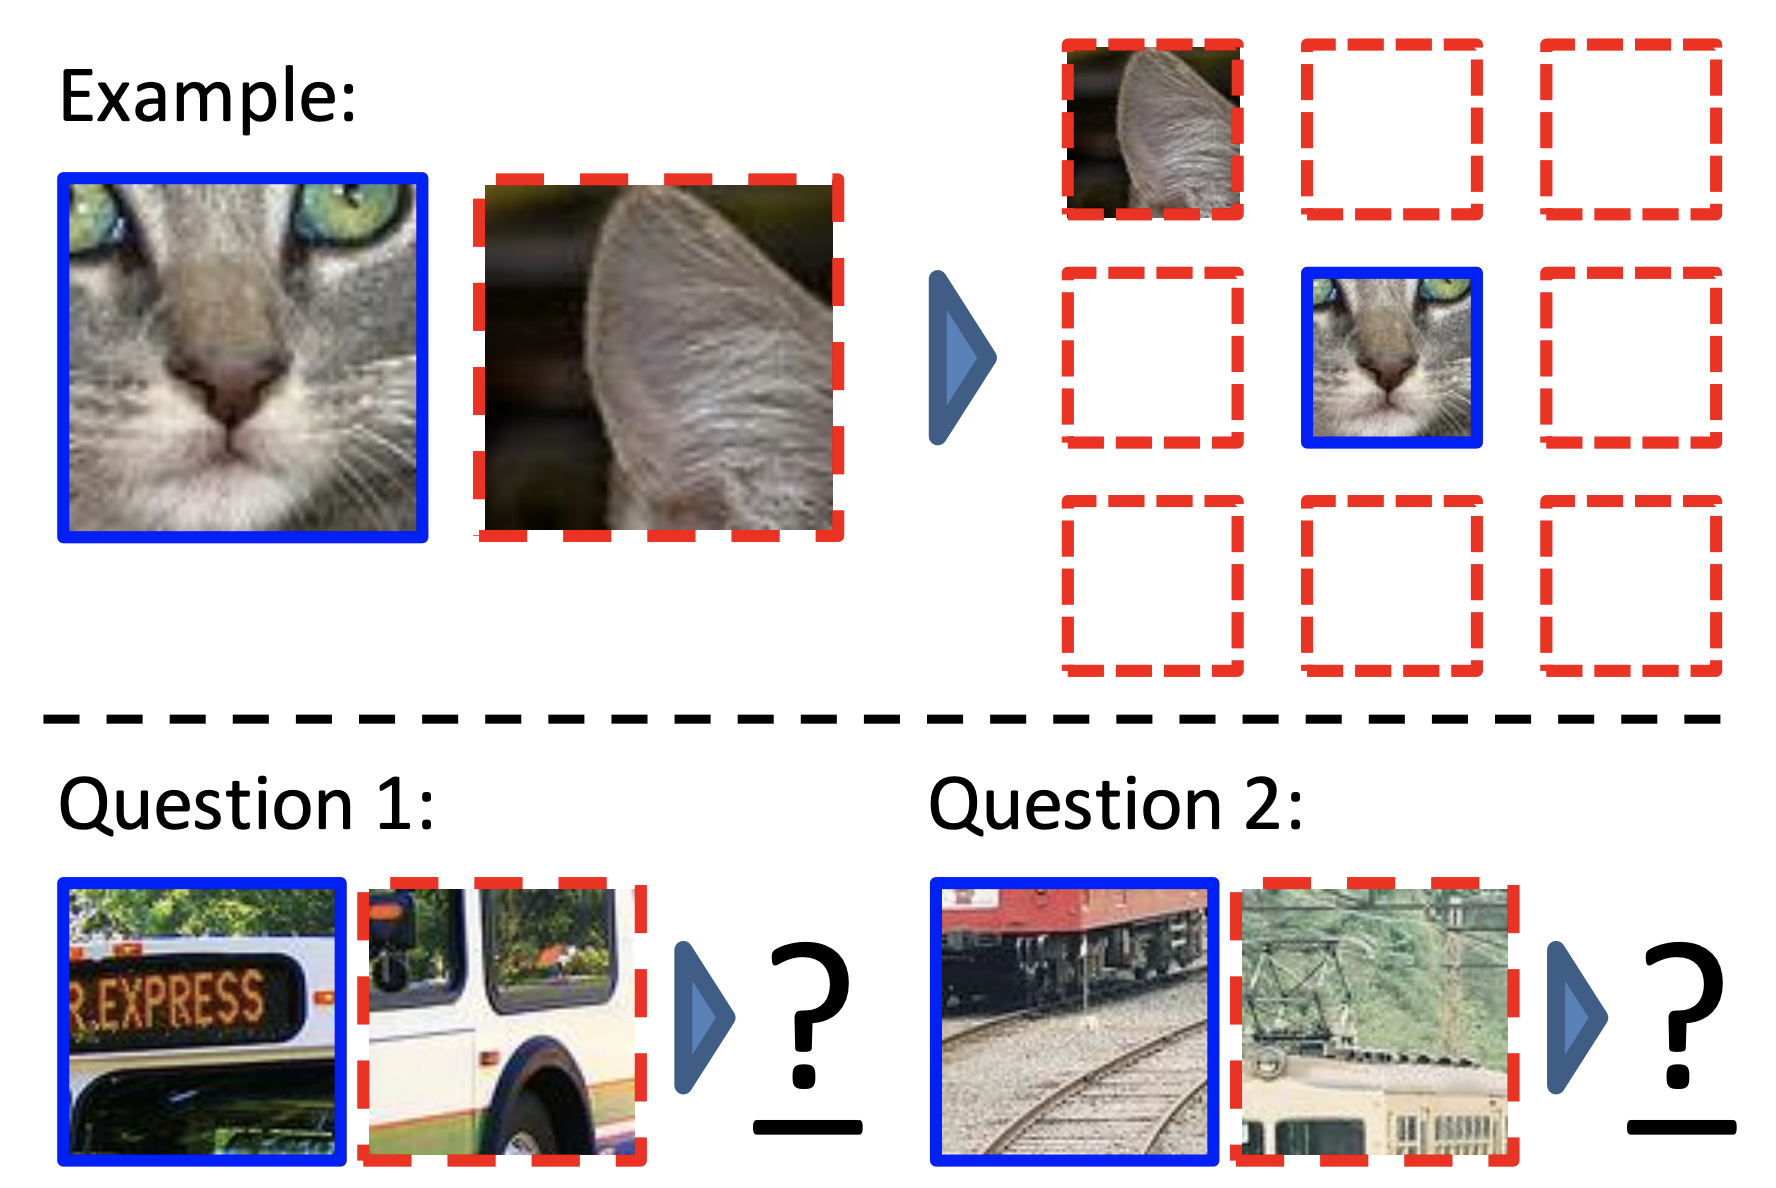 Example:
Question 1:
Question 2:
R.EXPRESS
?
?